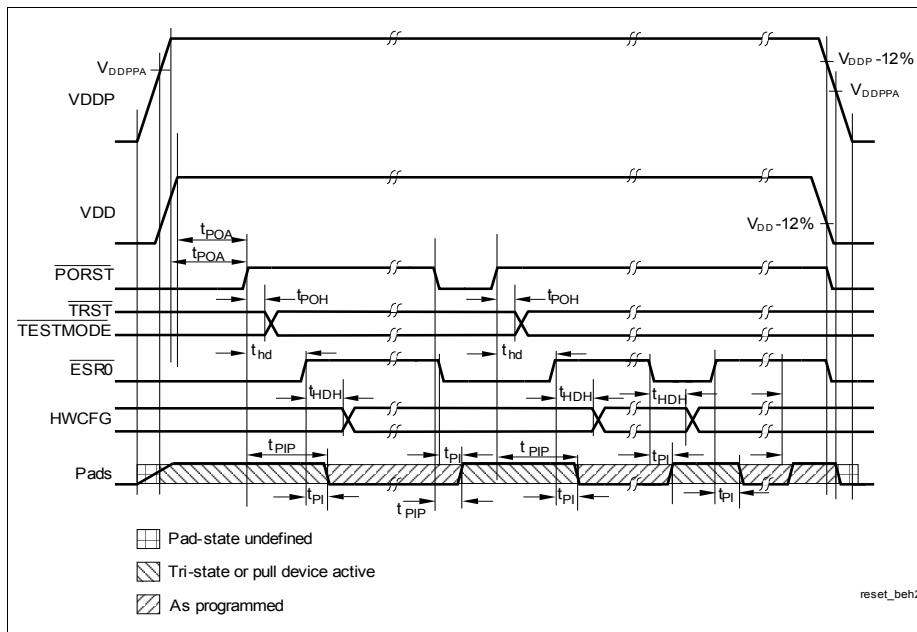 VDDPPA
VDDP
VDDP -12%
VDDPPA
VDD
VDD -12%
tPOA
tPOA
PORST
tPOH
tPOH
TRST
TESTMODE
thd
thd
ESR0
tHDH
tHDH
tHDH
HWCFG
tPIP
tPI
tPIP
tPI
Pads
tPI
tPIP
tPI
tPI
Pad-state undefined
Tri-state or pull device active
As programmed
reset_beh2